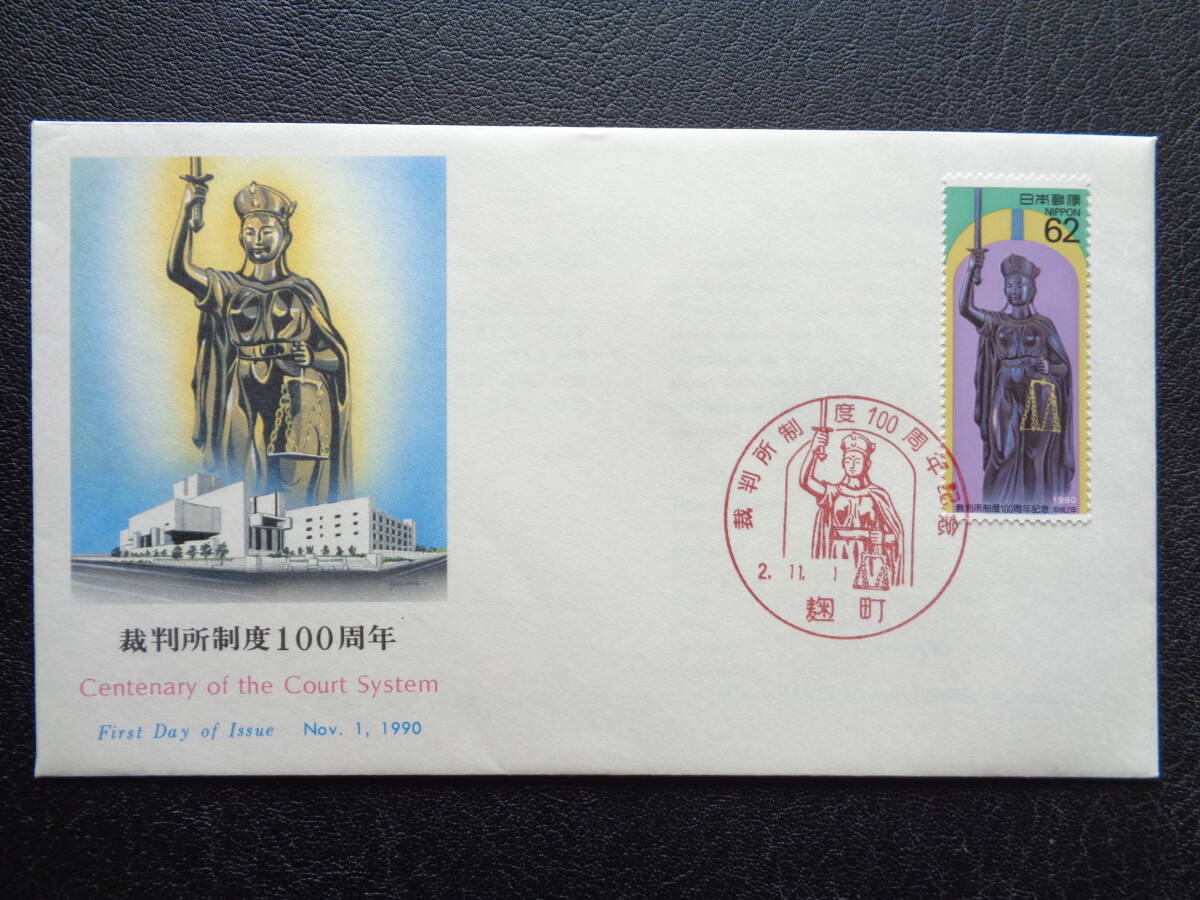 裁判所制度100周年
Centenary of the Court System
First Day of Issue Nov. 1, 1990
日本郵便
NIPPON
62
1990
裁判所制度100周年記念 平成2年
裁判所制度100周年記念
2. 11. 1
麹町